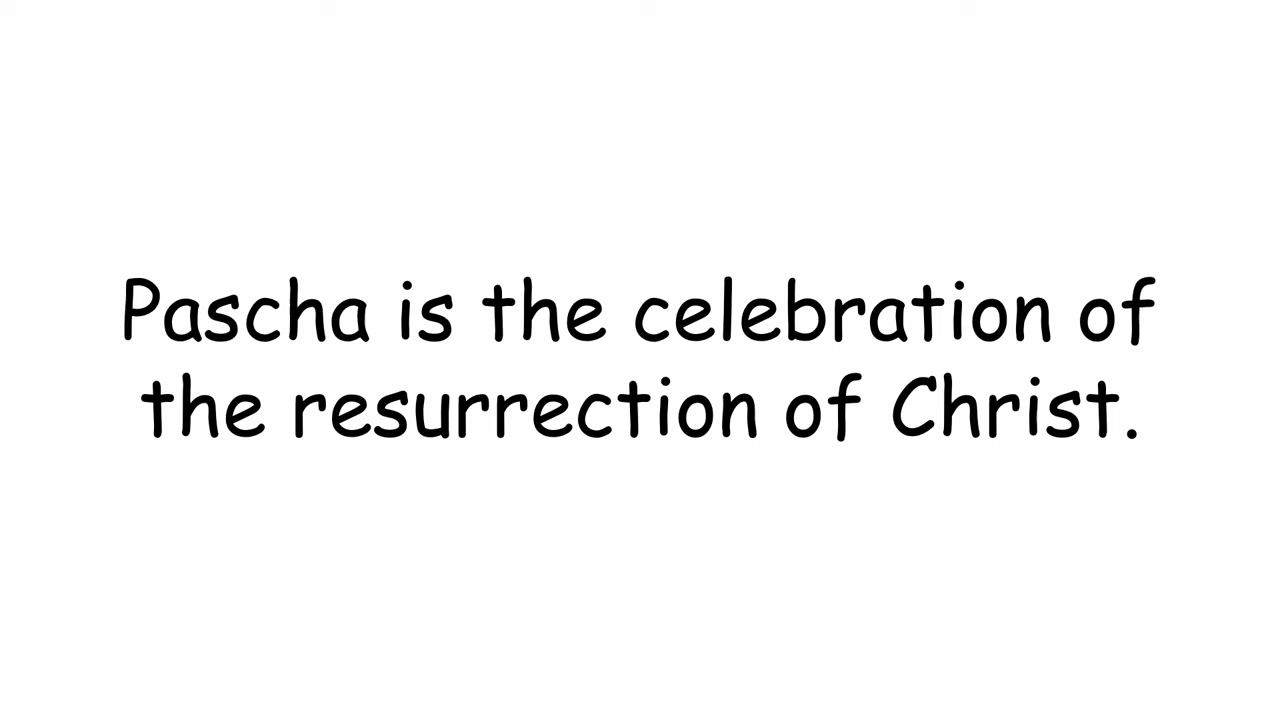 Pascha is the celebration of
the resurrection of Christ.